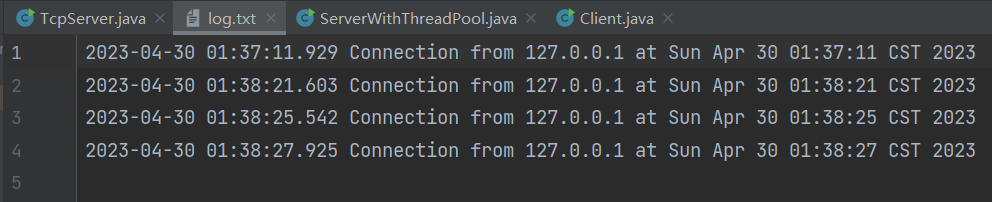 TcpServer.java × log.txt × ServerWithThreadPool.java × Client.java ×
1 2023-04-30 01:37:11.929 Connection from 127.0.0.1 at Sun Apr 30 01:37:11 CST 2023
2 2023-04-30 01:38:21.603 Connection from 127.0.0.1 at Sun Apr 30 01:38:21 CST 2023
3 2023-04-30 01:38:25.542 Connection from 127.0.0.1 at Sun Apr 30 01:38:25 CST 2023
4 2023-04-30 01:38:27.925 Connection from 127.0.0.1 at Sun Apr 30 01:38:27 CST 2023
5